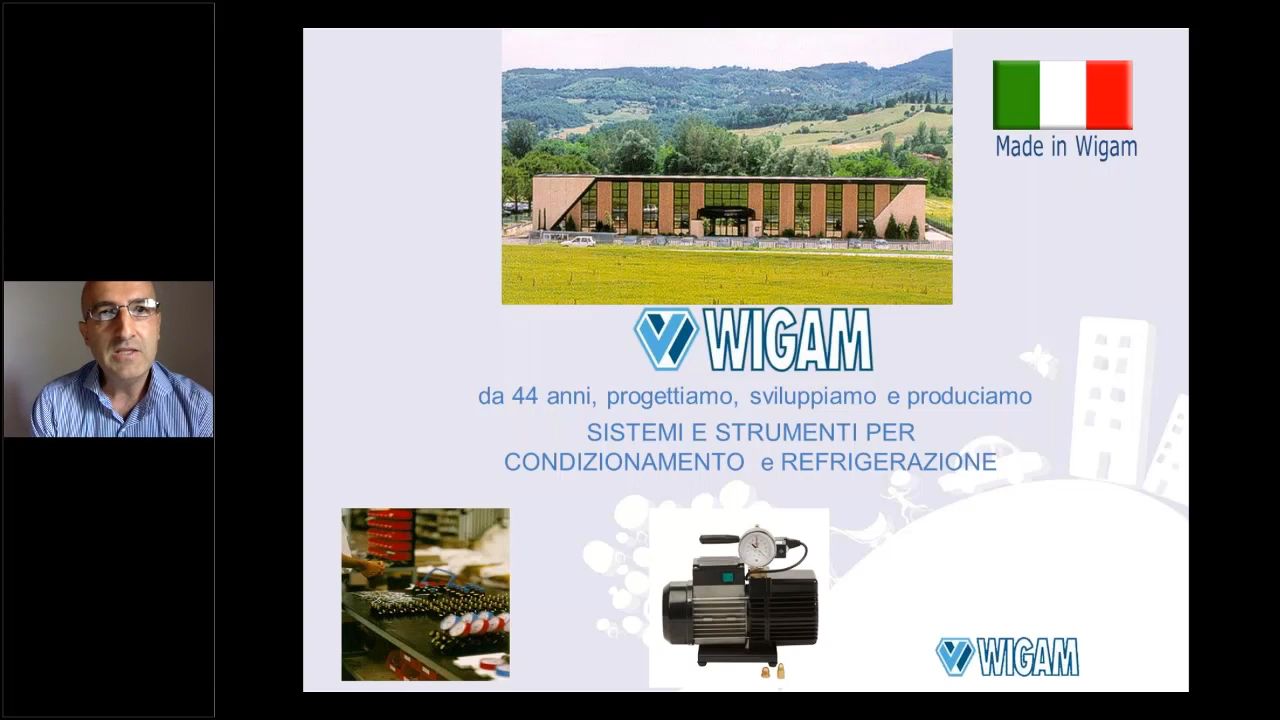 Made in Wigam
WIGAM
da 44 anni, progettiamo, sviluppiamo e produciamo
SISTEMI E STRUMENTI PER
CONDIZIONAMENTO e REFRIGERAZIONE
WIGAM